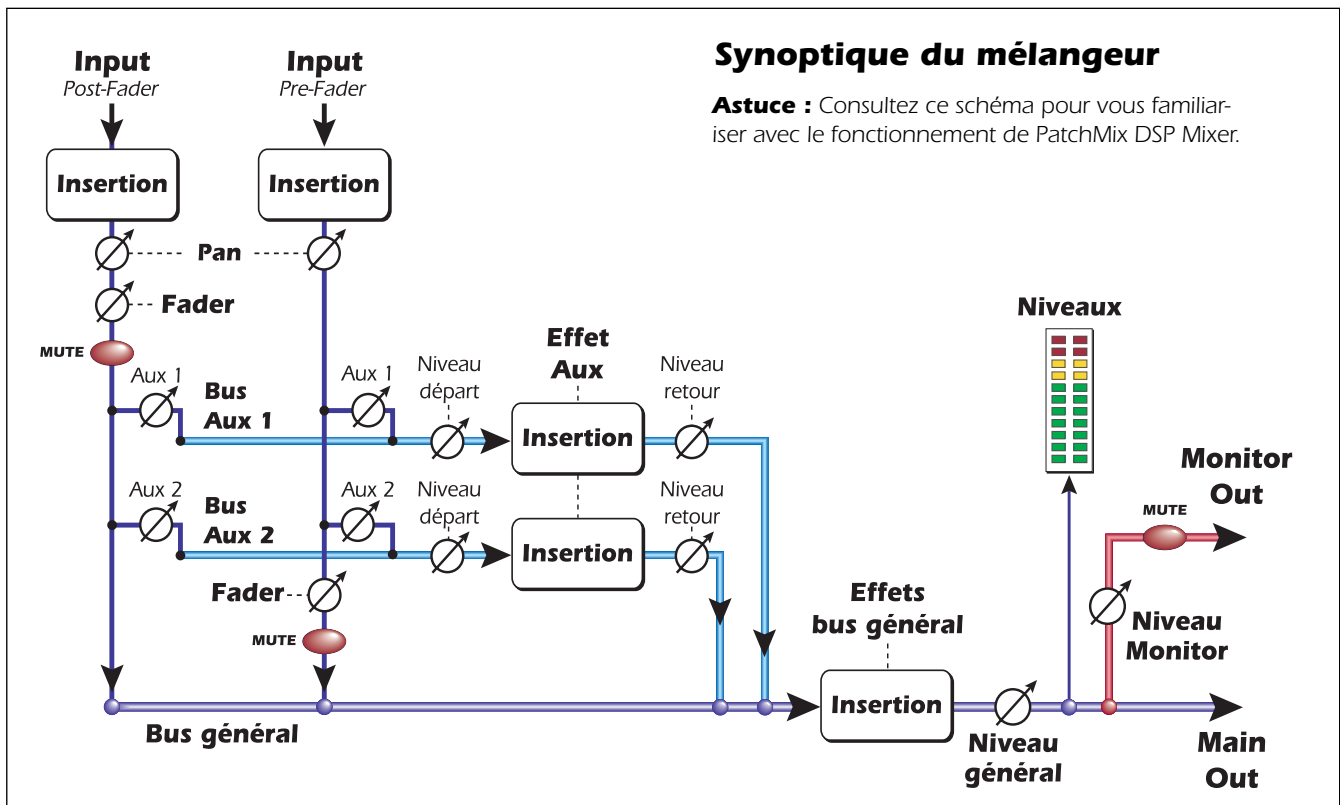 Synoptique du mélangeur
Astuce : Consultez ce schéma pour vous familiar-
iser avec le fonctionnement de PatchMix DSP Mixer.
Input
Post-Fader
Input
Pre-Fader
Insertion
Insertion
Pan
Fader
MUTE
Aux 1
Bus
Aux 1
Aux 1
Niveau
départ
Effet
Aux
Insertion
Niveau
retour
Niveaux
Aux 2
Bus
Aux 2
Aux 2
Niveau
départ
Insertion
Niveau
retour
Monitor
Out
MUTE
Fader
MUTE
Effets
bus général
Niveau
Monitor
Insertion
Bus général
Niveau
général
Main
Out